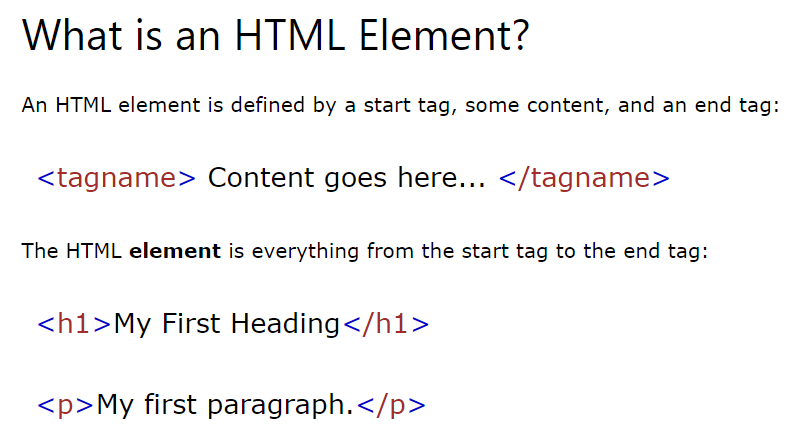 What is an HTML Element?
An HTML element is defined by a start tag, some content, and an end tag:
<tagname> Content goes here... </tagname>
The HTML element is everything from the start tag to the end tag:
<h1>My First Heading</h1>
<p>My first paragraph.</p>